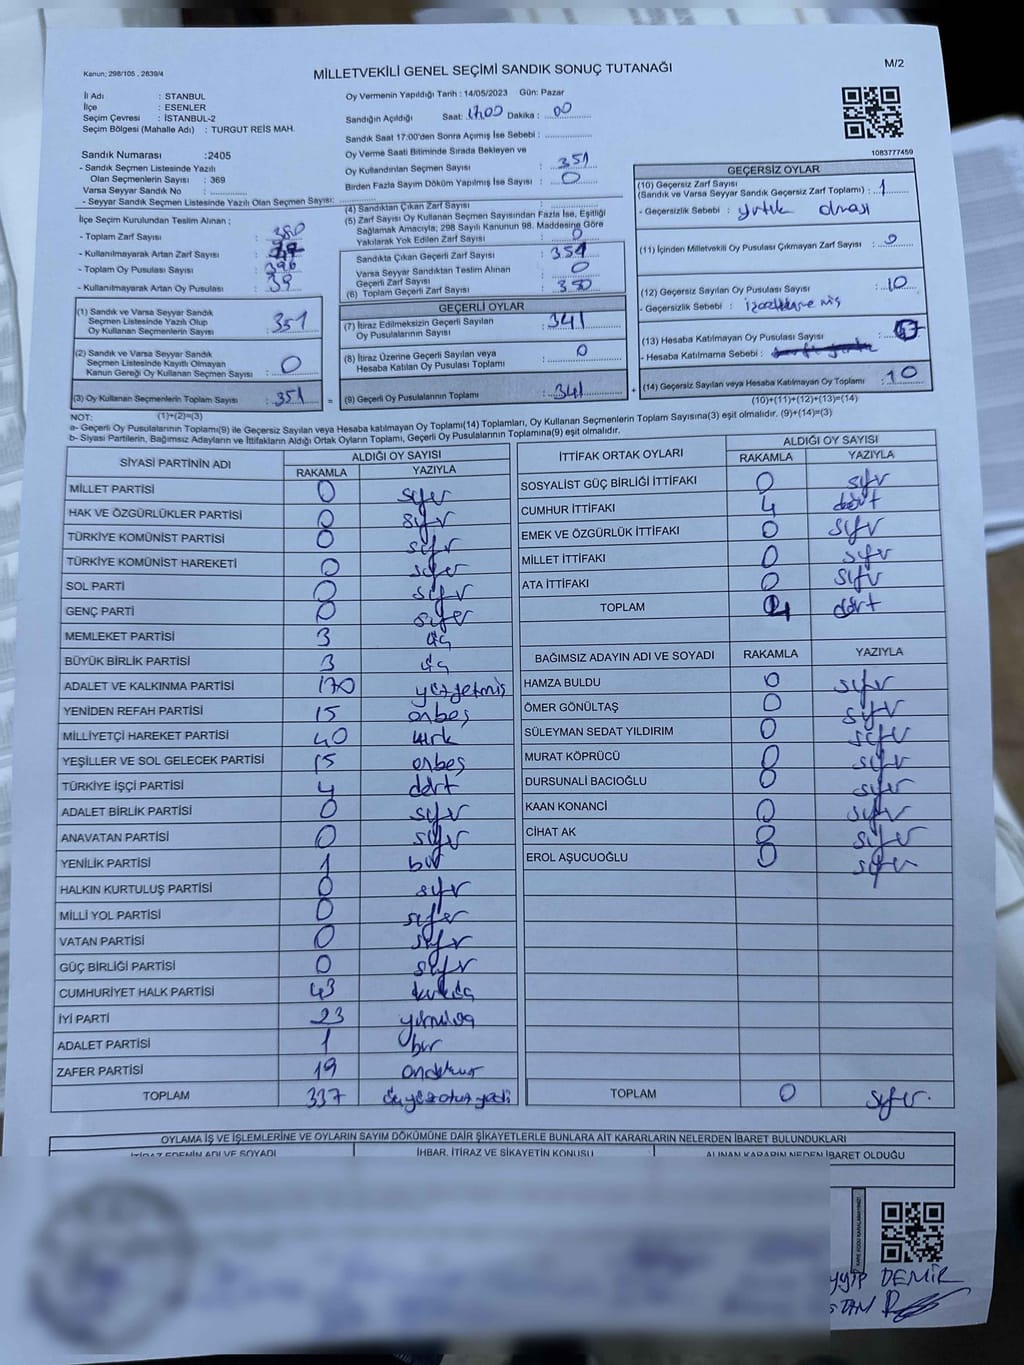 Kanun; 298/105 , 2839/4
MİLLETVEKİLİ GENEL SEÇİMİ SANDIK SONUÇ TUTANAĞI
M/2
İl Adı : STANBUL
İlçe : ESENLER
Seçim Çevresi : İSTANBUL-2
Seçim Bölgesi (Mahalle Adı) : TURGUT REİS MAH.
Sandık Numarası :2405
- Sandık Seçmen Listesinde Yazılı
Olan Seçmenlerin Sayısı : 369
Varsa Seyyar Sandık No :
- Seyyar Sandık Seçmen Listesinde Yazılı Olan Seçmen Sayısı:
İlçe Seçim Kurulundan Teslim Alınan ;
- Toplam Zarf Sayısı : 380
- Kullanılmayarak Artan Zarf Sayısı :
- Toplam Oy Pusulası Sayısı : 390
- Kullanılmayarak Artan Oy Pusulası : 39
(1) Sandık ve Varsa Seyyar Sandık
Seçmen Listesinde Yazılı Olup
Oy Kullanan Seçmenlerin Sayısı : 351
(2) Sandık ve Varsa Seyyar Sandık
Seçmen Listesinde Kayıtlı Olmayan
Kanun Gereği Oy Kullanan Seçmen Sayısı : 0
(3) Oy Kullanan Seçmenlerin Toplam Sayısı : 351
(1)+(2)=(3)
Oy Vermenin Yapıldığı Tarih : 14/05/2023 Gün: Pazar
Sandığın Açıldığı Saat: 17.00 Dakika : 00
Sandık Saat 17:00'den Sonra Açımış İse Sebebi :
Oy Verme Saati Bitiminde Sırada Bekleyen ve
Oy Kullandırılan Seçmen Sayısı : 351
Birden Fazla Sayım Döküm Yapılmış İse Sayısı : 0
(4) Sandıktan Çıkan Zarf Sayısı :
(5) Zarf Sayısı Oy Kullanan Seçmen Sayısından Fazla İse, Eşitliği
Sağlamak Amacıyla; 298 Sayılı Kanunun 98. Maddesine Göre
Yakılarak Yok Edilen Zarf Sayısı : 0
Sandıkta Çıkan Geçerli Zarf Sayısı : 351
Varsa Seyyar Sandıktan Teslim Alınan
Geçerli Zarf Sayısı : 0
(6) Toplam Geçerli Zarf Sayısı : 350
GEÇERLİ OYLAR
(7) İtiraz Edilmeksizin Geçerli Sayılan
Oy Pusulalarının Sayısı : 341
(8) İtiraz Üzerine Geçerli Sayılan veya
Hesaba Katılan Oy Pusulası Toplamı : 0
= (9) Geçerli Oy Pusulalarının Toplamı : 341 +
1083777459
GEÇERSİZ OYLAR
(10) Geçersiz Zarf Sayısı
(Sandık ve Varsa Seyyar Sandık Geçersiz Zarf Toplamı) : 1
- Geçersizlik Sebebi : yırtık olması
(11) İçinden Milletvekili Oy Pusulası Çıkmayan Zarf Sayısı : 0
(12) Geçersiz Sayılan Oy Pusulası Sayısı : 10
- Geçersizlik Sebebi :
(13) Hesaba Katılmayan Oy Pusulası Sayısı :
- Hesaba Katılmama Sebebi :
(14) Geçersiz Sayılan veya Hesaba Katılmayan Oy Toplamı : 10
(10)+(11)+(12)+(13)=(14)
NOT:
a- Geçerli Oy Pusulalarının Toplamı(9) ile Geçersiz Sayılan veya Hesaba katılmayan Oy Toplamı(14) Toplamları, Oy Kullanan Seçmenlerin Toplam Sayısına(3) eşit olmalıdır. (9)+(14)=(3)
b- Siyasi Partilerin, Bağımsız Adayların ve İttifakların Aldığı Ortak Oyların Toplamı, Geçerli Oy Pusulalarının Toplamına(9) eşit olmalıdır.
SİYASİ PARTİNİN ADI ALDIĞI OY SAYISI
RAKAMLA YAZIYLA
MİLLET PARTİSİ 0 sıfır
HAK VE ÖZGÜRLÜKLER PARTİSİ 0 sıfır
TÜRKİYE KOMÜNİST PARTİSİ 0 sıfır
TÜRKİYE KOMÜNİST HAREKETİ 0 sıfır
SOL PARTİ 0 sıfır
GENÇ PARTİ 0 sıfır
MEMLEKET PARTİSİ 3 üç
BÜYÜK BİRLİK PARTİSİ 3 üç
ADALET VE KALKINMA PARTİSİ 170 yüzyetmiş
YENİDEN REFAH PARTİSİ 15 onbeş
MİLLİYETÇİ HAREKET PARTİSİ 40 kırk
YEŞİLLER VE SOL GELECEK PARTİSİ 15 onbeş
TÜRKİYE İŞÇİ PARTİSİ 4 dört
ADALET BİRLİK PARTİSİ 0 sıfır
ANAVATAN PARTİSİ 0 sıfır
YENİLİK PARTİSİ 1 bir
HALKIN KURTULUŞ PARTİSİ 0 sıfır
MİLLİ YOL PARTİSİ 0 sıfır
VATAN PARTİSİ 0 sıfır
GÜÇ BİRLİĞİ PARTİSİ 0 sıfır
CUMHURİYET HALK PARTİSİ 43 kırküç
İYİ PARTİ 23 yirmiüç
ADALET PARTİSİ 1 bir
ZAFER PARTİSİ 19 ondokuz
TOPLAM 337 üçyüzotuzyedi
İTTİFAK ORTAK OYLARI ALDIĞI OY SAYISI
RAKAMLA YAZIYLA
SOSYALİST GÜÇ BİRLİĞİ İTTİFAKI 0 sıfır
CUMHUR İTTİFAKI 4 dört
EMEK VE ÖZGÜRLÜK İTTİFAKI 0 sıfır
MİLLET İTTİFAKI 0 sıfır
ATA İTTİFAKI 0 sıfır
TOPLAM 4 dört
BAĞIMSIZ ADAYIN ADI VE SOYADI RAKAMLA YAZIYLA
HAMZA BULDU 0 sıfır
ÖMER GÖNÜLTAŞ 0 sıfır
SÜLEYMAN SEDAT YILDIRIM 0 sıfır
MURAT KÖPRÜCÜ 0 sıfır
DURSUNALİ BACIOĞLU 0 sıfır
KAAN KONANCİ 0 sıfır
CİHAT AK 0 sıfır
EROL AŞUCUOĞLU 0 sıfır
TOPLAM 0 sıfır.
OYLAMA İŞ VE İŞLEMLERİNE VE OYLARIN SAYIM DÖKÜMÜNE DAİR ŞİKAYETLERLE BUNLARA AİT KARARLARIN NELERDEN İBARET BULUNDUKLARI
İTİRAZ EDENİN ADI VE SOYADI İHBAR, İTİRAZ VE ŞİKAYETİN KONUSU ALINAN KARARIN NEDEN İBARET OLDUĞU
DEMİR